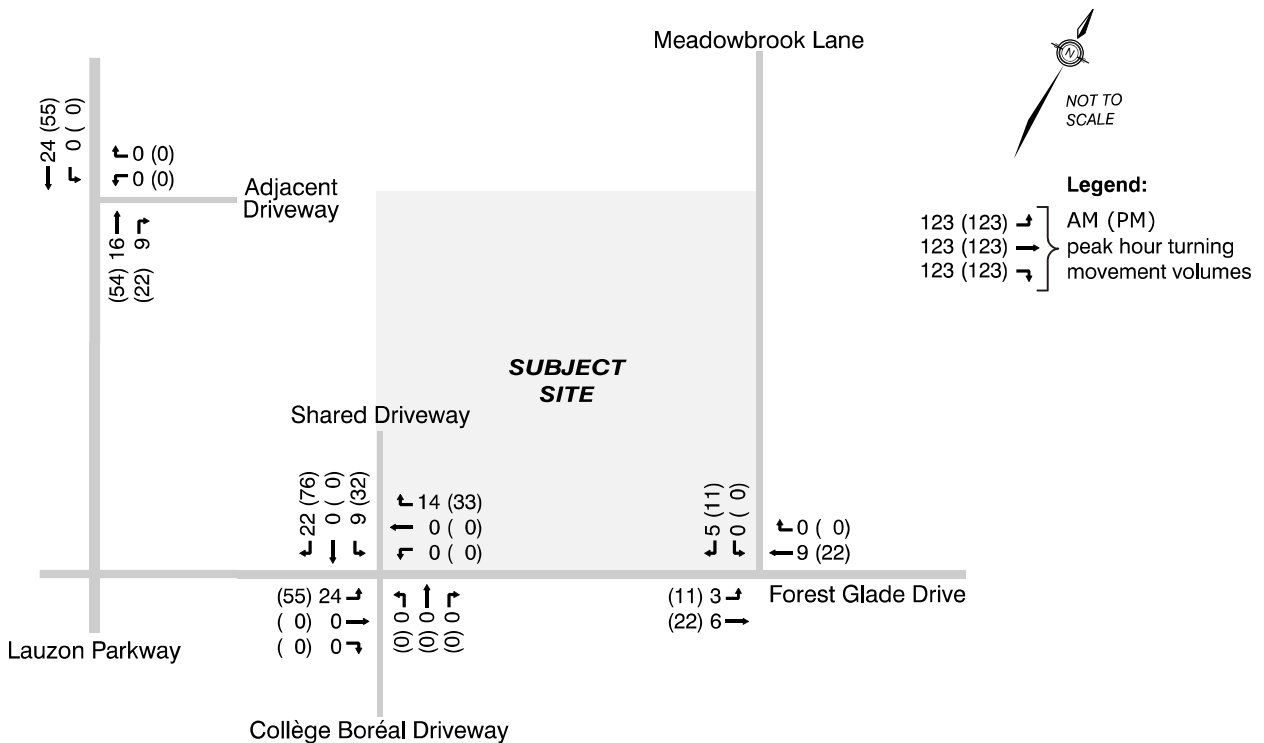 Meadowbrook Lane
N
NOT TO
SCALE
Legend:
123 (123)
123 (123)
123 (123)
AM (PM)
peak hour turning
movement volumes
24 (55)
0 ( 0)
0 (0)
0 (0)
Adjacent
Driveway
(54) 16
(22) 9
SUBJECT
SITE
Shared Driveway
22 (76)
0 ( 0)
9 (32)
14 (33)
0 ( 0)
0 ( 0)
5 (11)
0 ( 0)
0 ( 0)
9 (22)
(55) 24
( 0) 0
( 0) 0
(0) 0
(0) 0
(0) 0
(11) 3
(22) 6
Forest Glade Drive
Lauzon Parkway
Collège Boréal Driveway